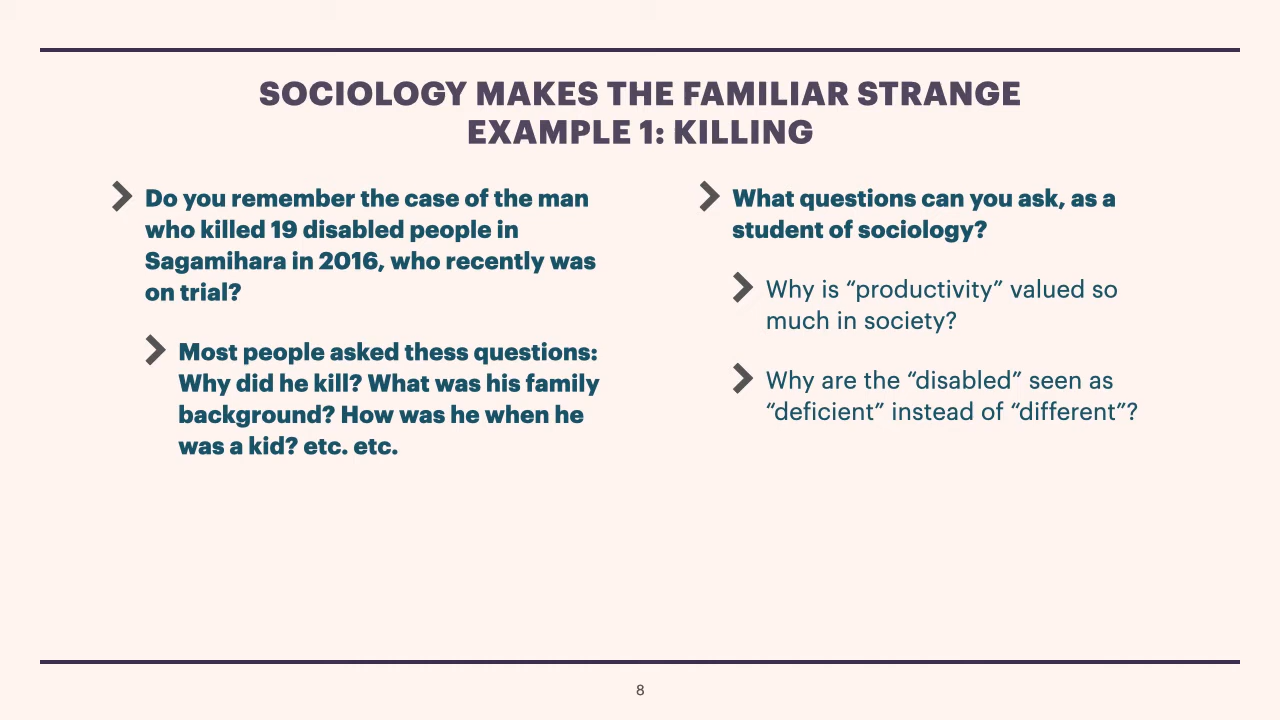 SOCIOLOGY MAKES THE FAMILIAR STRANGE
EXAMPLE 1: KILLING
Do you remember the case of the man
who killed 19 disabled people in
Sagamihara in 2016, who recently was
on trial?
Most people asked thess questions:
Why did he kill? What was his family
background? How was he when he
was a kid? etc. etc.
What questions can you ask, as a
student of sociology?
Why is “productivity” valued so
much in society?
Why are the “disabled” seen as
“deficient” instead of “different”?
8